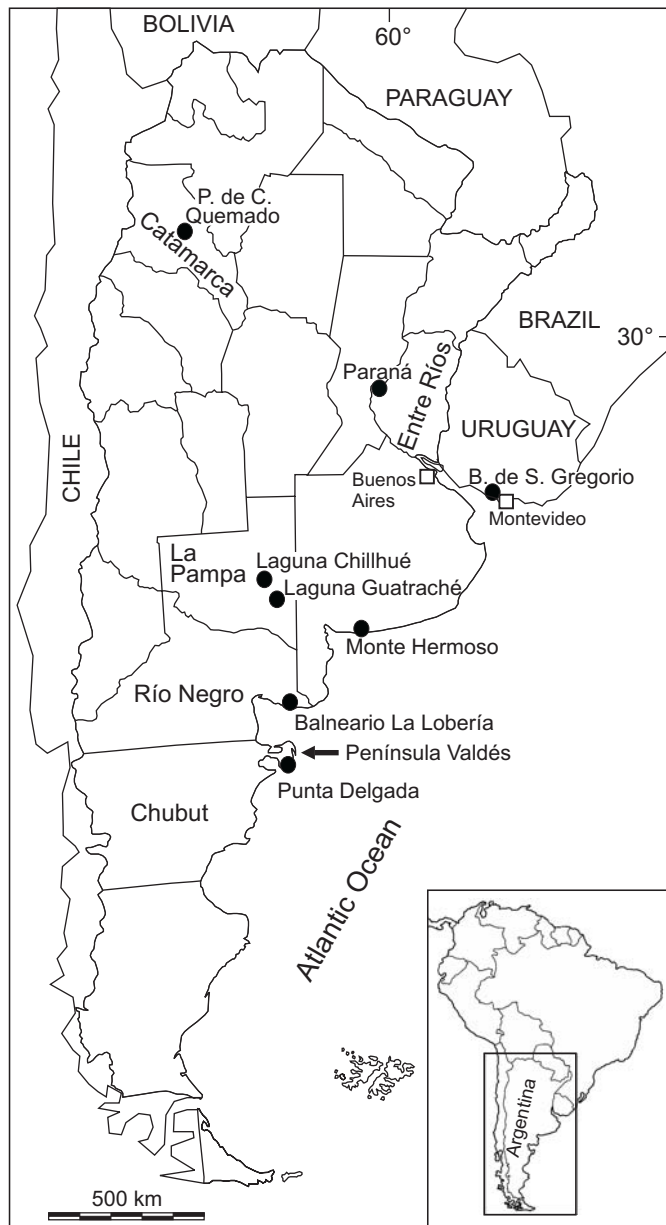 BOLIVIA
60°
PARAGUAY
P. de C.
Quemado
Catamarca
BRAZIL
30°
Paraná
Entre Ríos
URUGUAY
CHILE
Buenos
Aires
B. de S. Gregorio
Montevideo
La
Pampa
Laguna Chillhué
Laguna Guatraché
Monte Hermoso
Río Negro
Balneario La Lobería
Península Valdés
Punta Delgada
Chubut
Atlantic Ocean
Argentina
500 km